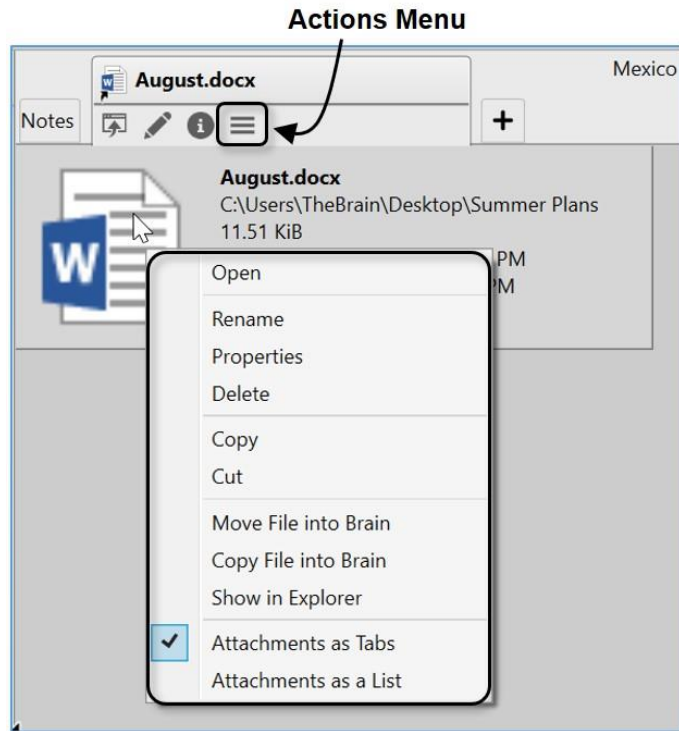 Actions Menu
August.docx
Mexico
Notes
August.docx
C:\Users\TheBrain\Desktop\Summer Plans
11.51 KiB
PM
PM
W
Open
Rename
Properties
Delete
Copy
Cut
Move File into Brain
Copy File into Brain
Show in Explorer
Attachments as Tabs
Attachments as a List